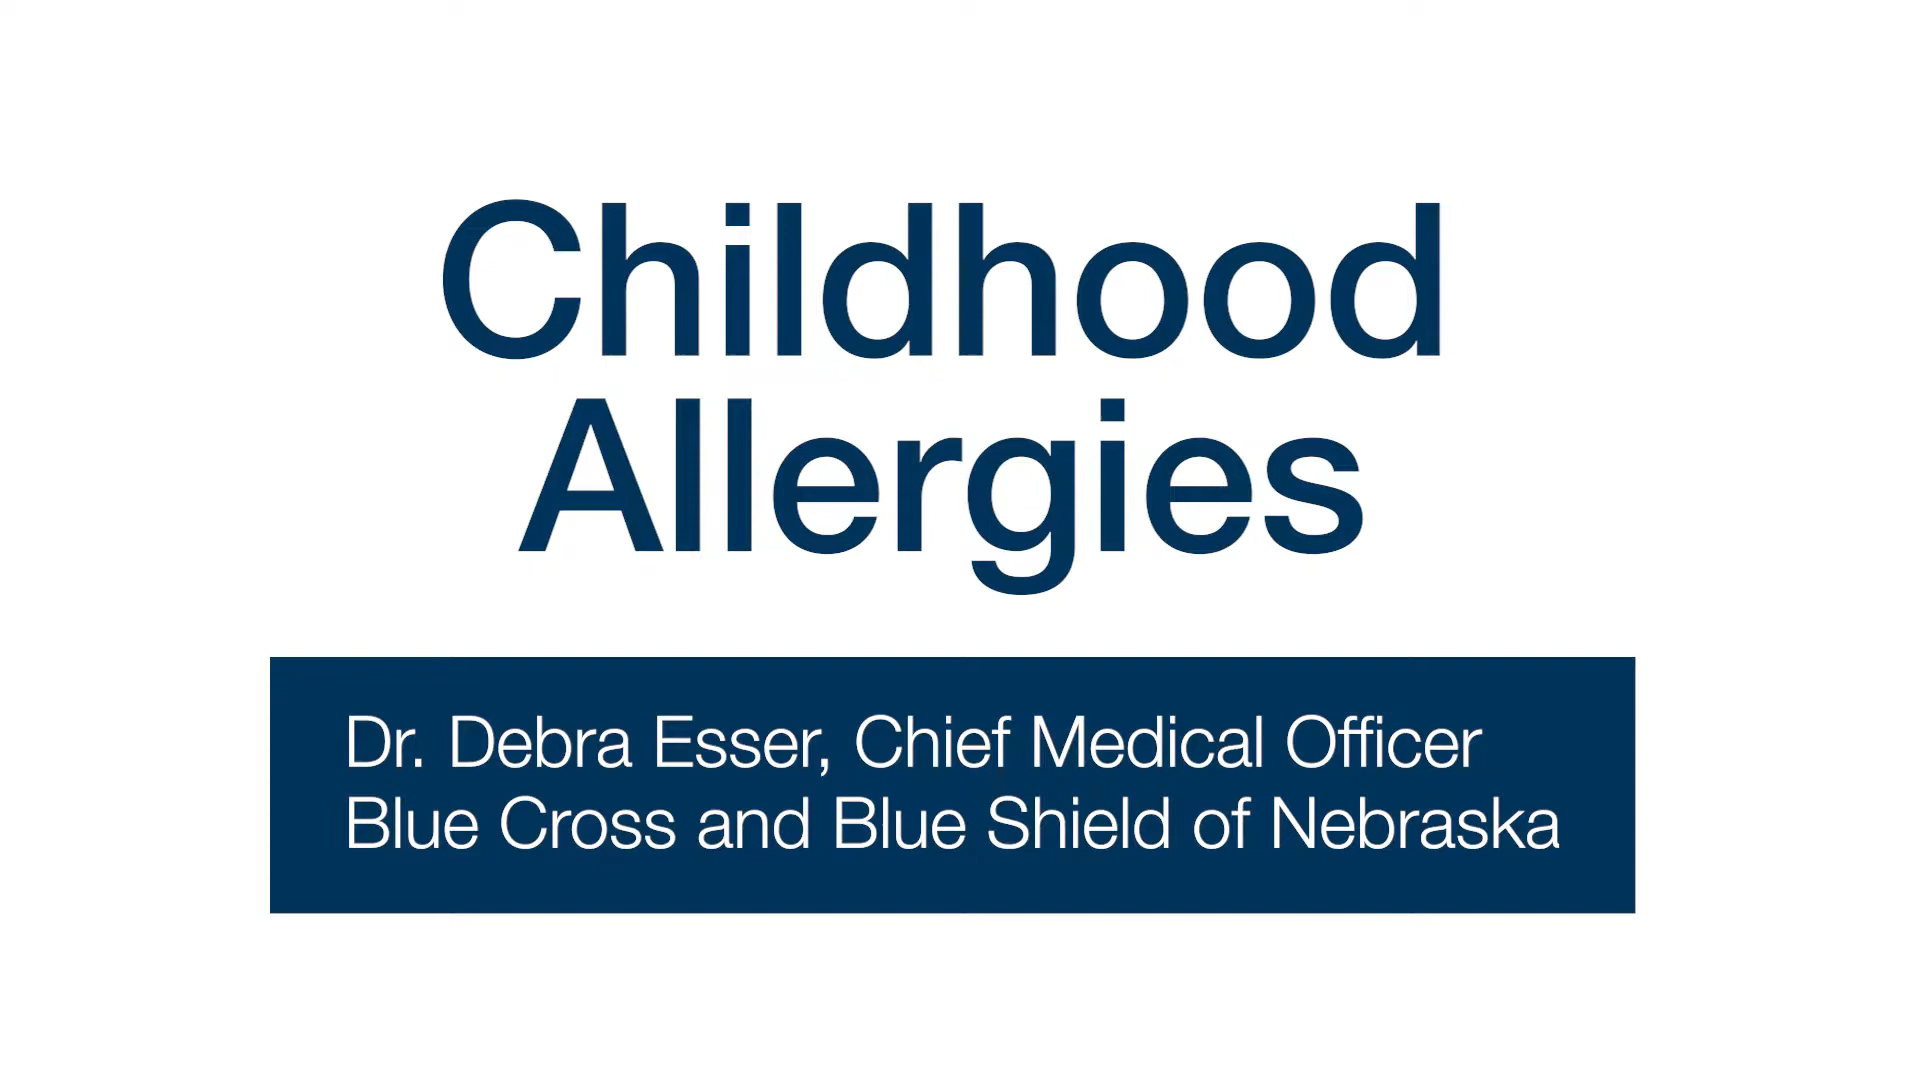 Childhood
Allergies
Dr. Debra Esser, Chief Medical Officer
Blue Cross and Blue Shield of Nebraska